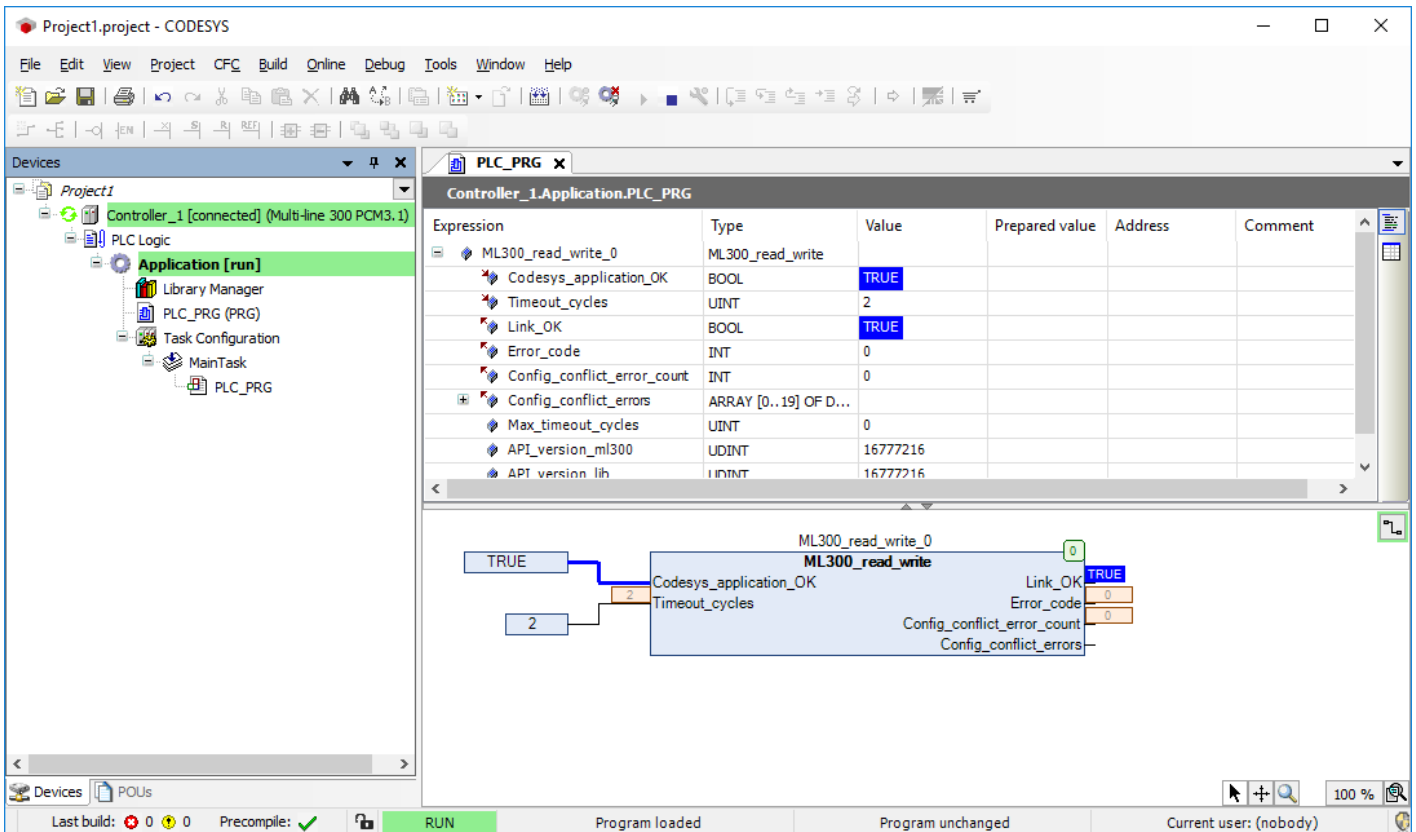 Project1.project - CODESYS
File Edit View Project CFC Build Online Debug Tools Window Help
Devices
Project1
Controller_1 [connected] (Multi-line 300 PCM3.1)
PLC Logic
Application [run]
Library Manager
PLC_PRG (PRG)
Task Configuration
MainTask
PLC_PRG
Devices POUs
PLC_PRG
Controller_1.Application.PLC_PRG
Expression Type Value Prepared value Address Comment
ML300_read_write_0 ML300_read_write
Codesys_application_OK BOOL TRUE
Timeout_cycles UINT 2
Link_OK BOOL TRUE
Error_code INT 0
Config_conflict_error_count INT 0
Config_conflict_errors ARRAY [0..19] OF D...
Max_timeout_cycles UINT 0
API_version_ml300 UDINT 16777216
API_version_lib UDINT 16777216
ML300_read_write_0
0
TRUE ML300_read_write
Codesys_application_OK Link_OK TRUE
2 Timeout_cycles Error_code 0
2 Config_conflict_error_count 0
Config_conflict_errors
100 %
Last build: 0 0 Precompile: RUN Program loaded Program unchanged Current user: (nobody)